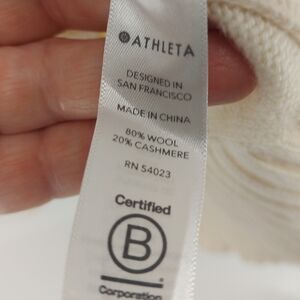 ATHLETA
DESIGNED IN
SAN FRANCISCO
MADE IN CHINA
80% WOOL
20% CASHMERE
RN 54023
Certified
B
Corporation